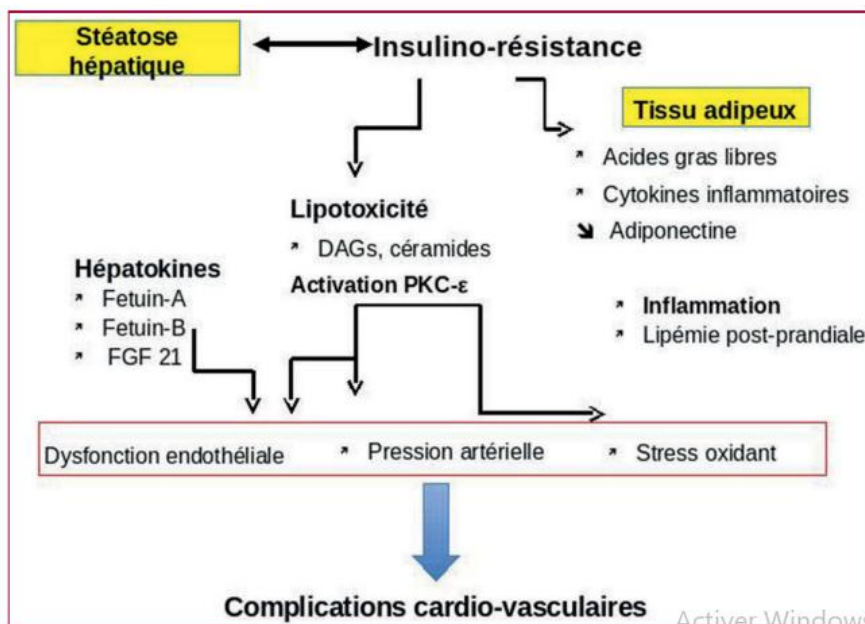 Stéatose
hépatique
Insulino-résistance
Tissu adipeux
Acides gras libres
Cytokines inflammatoires
Adiponectine
Lipotoxicité
DAGs, céramides
Activation PKC-ε
Hépatokines
Fetuin-A
Fetuin-B
FGF 21
Inflammation
Lipémie post-prandiale
Dysfonction endothéliale
Pression artérielle
Stress oxidant
Complications cardio-vasculaires
Activer Windows